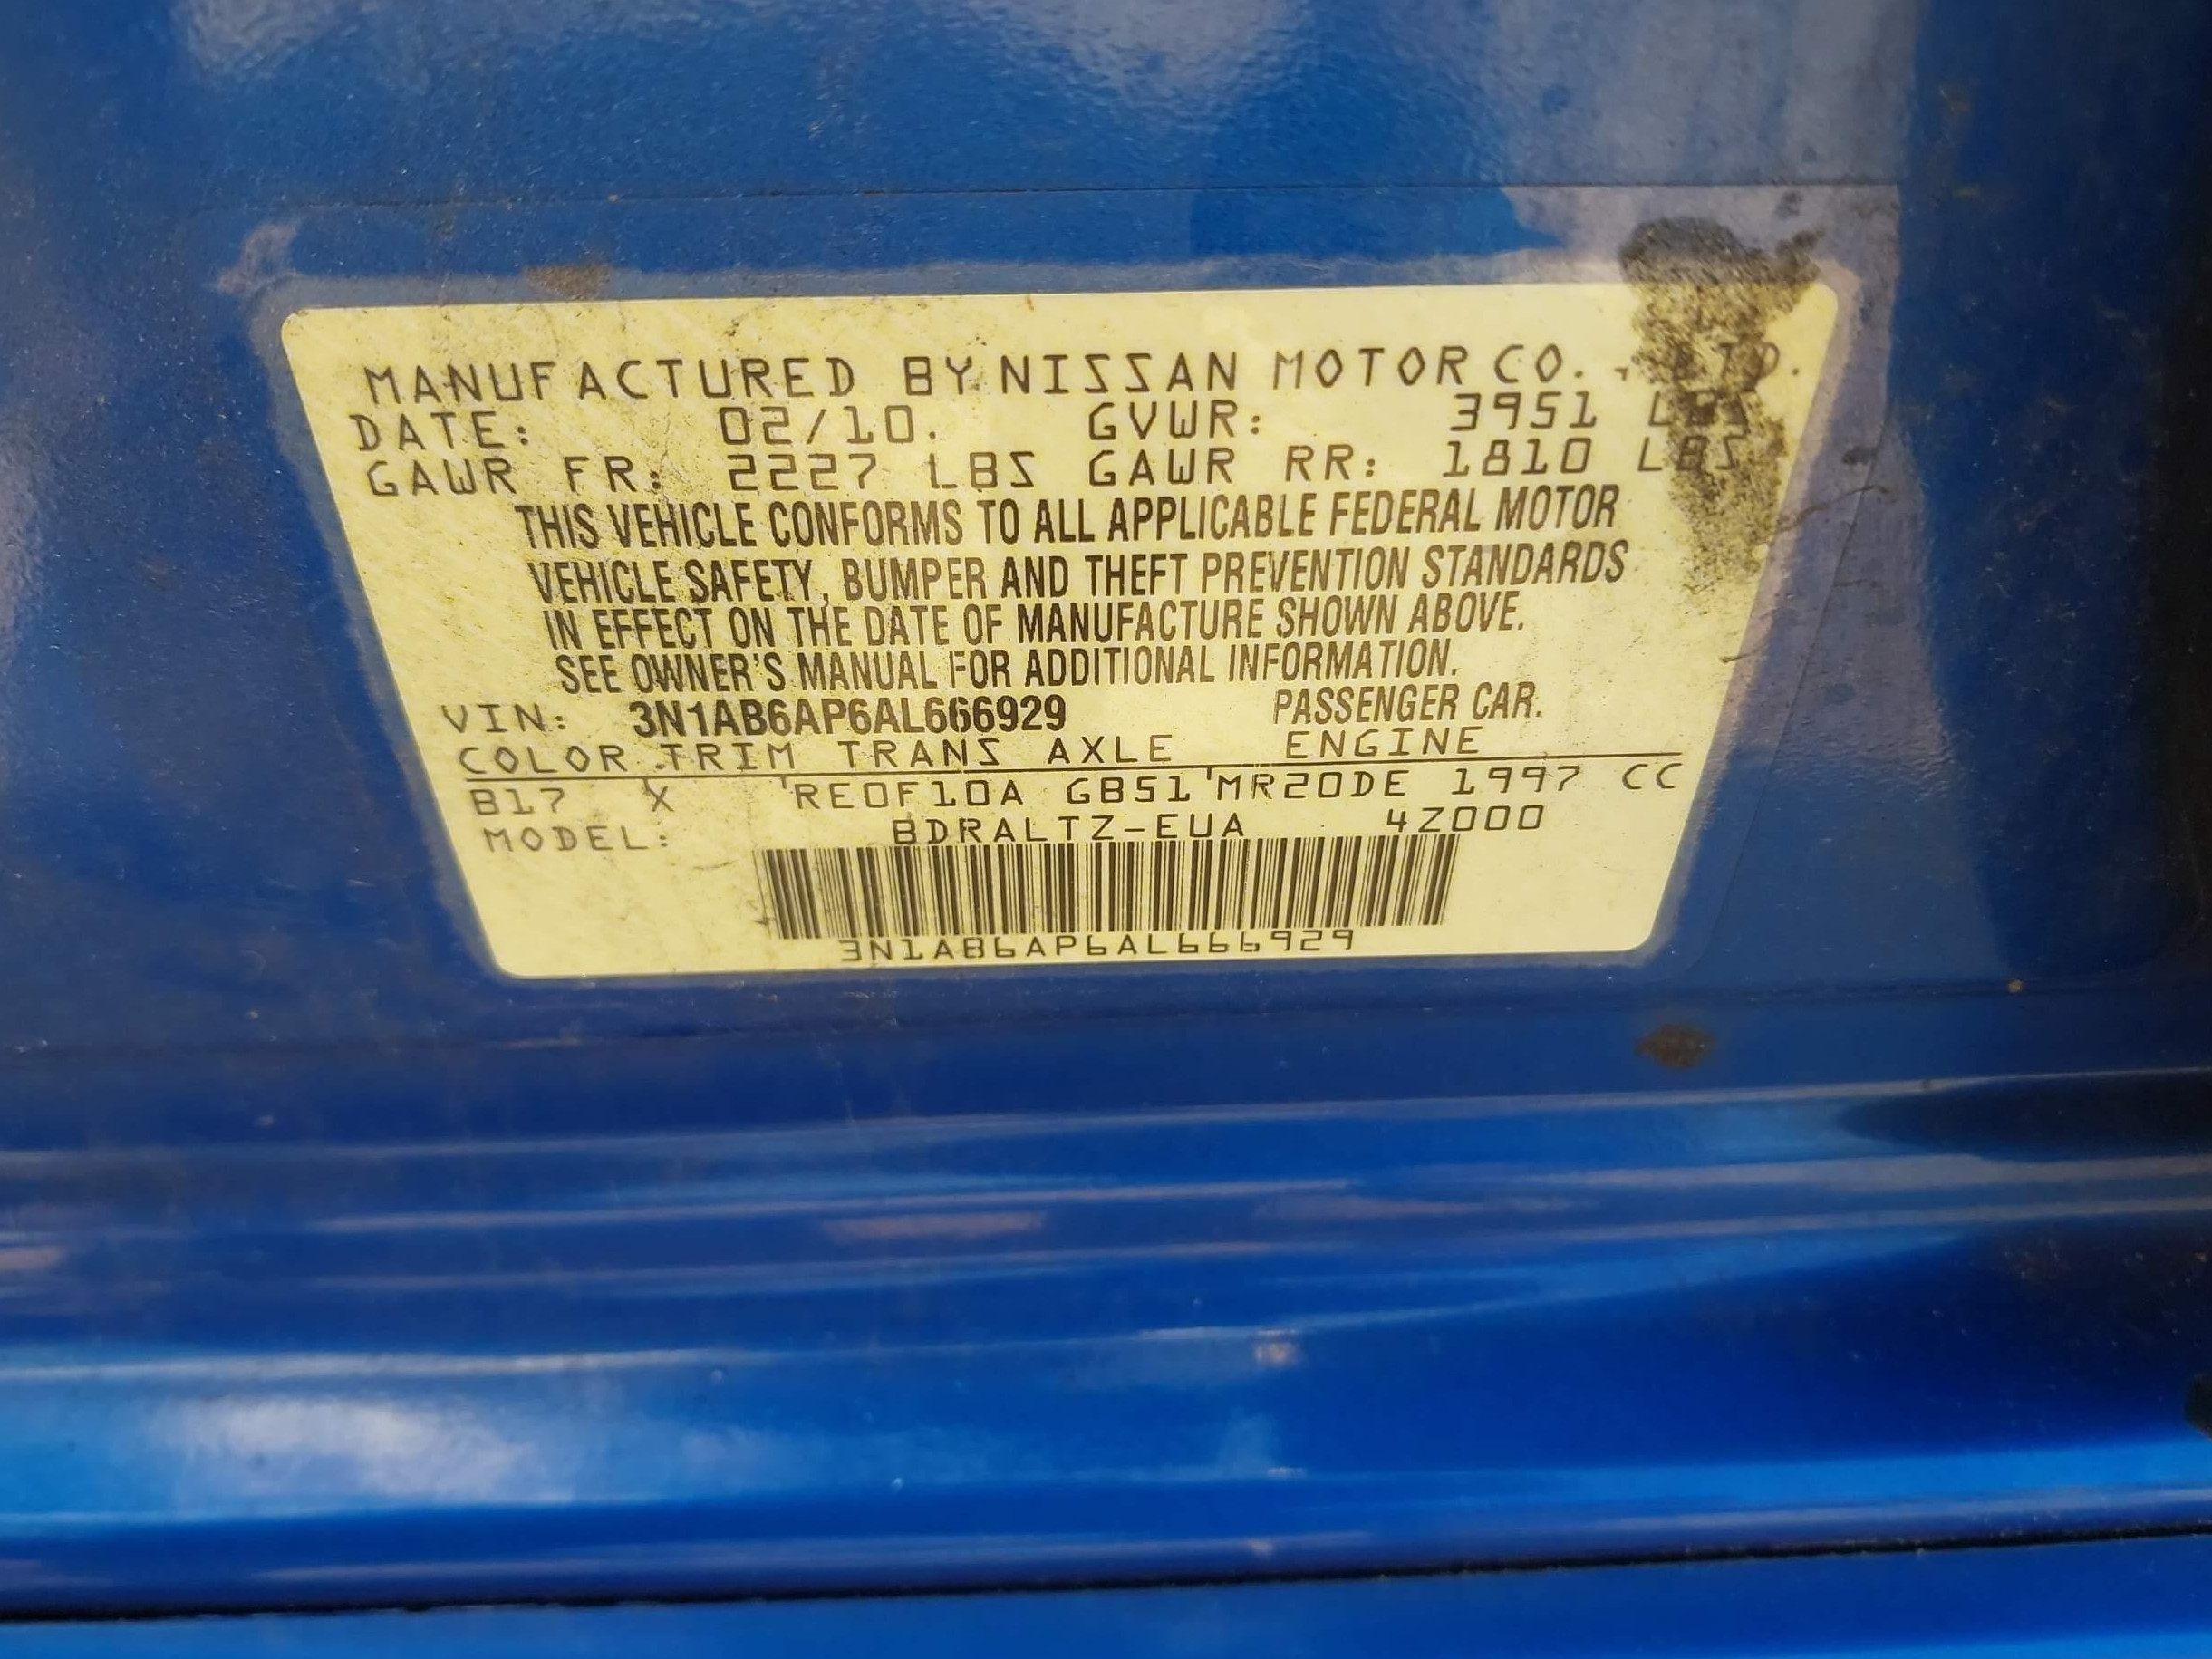 MANUFACTURED BY NISSAN MOTOR CO., LTD.
DATE: 02/10. GVWR: 3951 LBS
GAWR FR: 2227 LBS GAWR RR: 1810 LBS
THIS VEHICLE CONFORMS TO ALL APPLICABLE FEDERAL MOTOR
VEHICLE SAFETY, BUMPER AND THEFT PREVENTION STANDARDS
IN EFFECT ON THE DATE OF MANUFACTURE SHOWN ABOVE.
SEE OWNER'S MANUAL FOR ADDITIONAL INFORMATION.
VIN: 3N1AB6AP6AL666929 PASSENGER CAR.
COLOR TRIM TRANS AXLE ENGINE
B17 X RE0F10A GB51 MR20DE 1997 CC
MODEL: BDRALTZ-EUA 4Z000
3N1AB6AP6AL666929